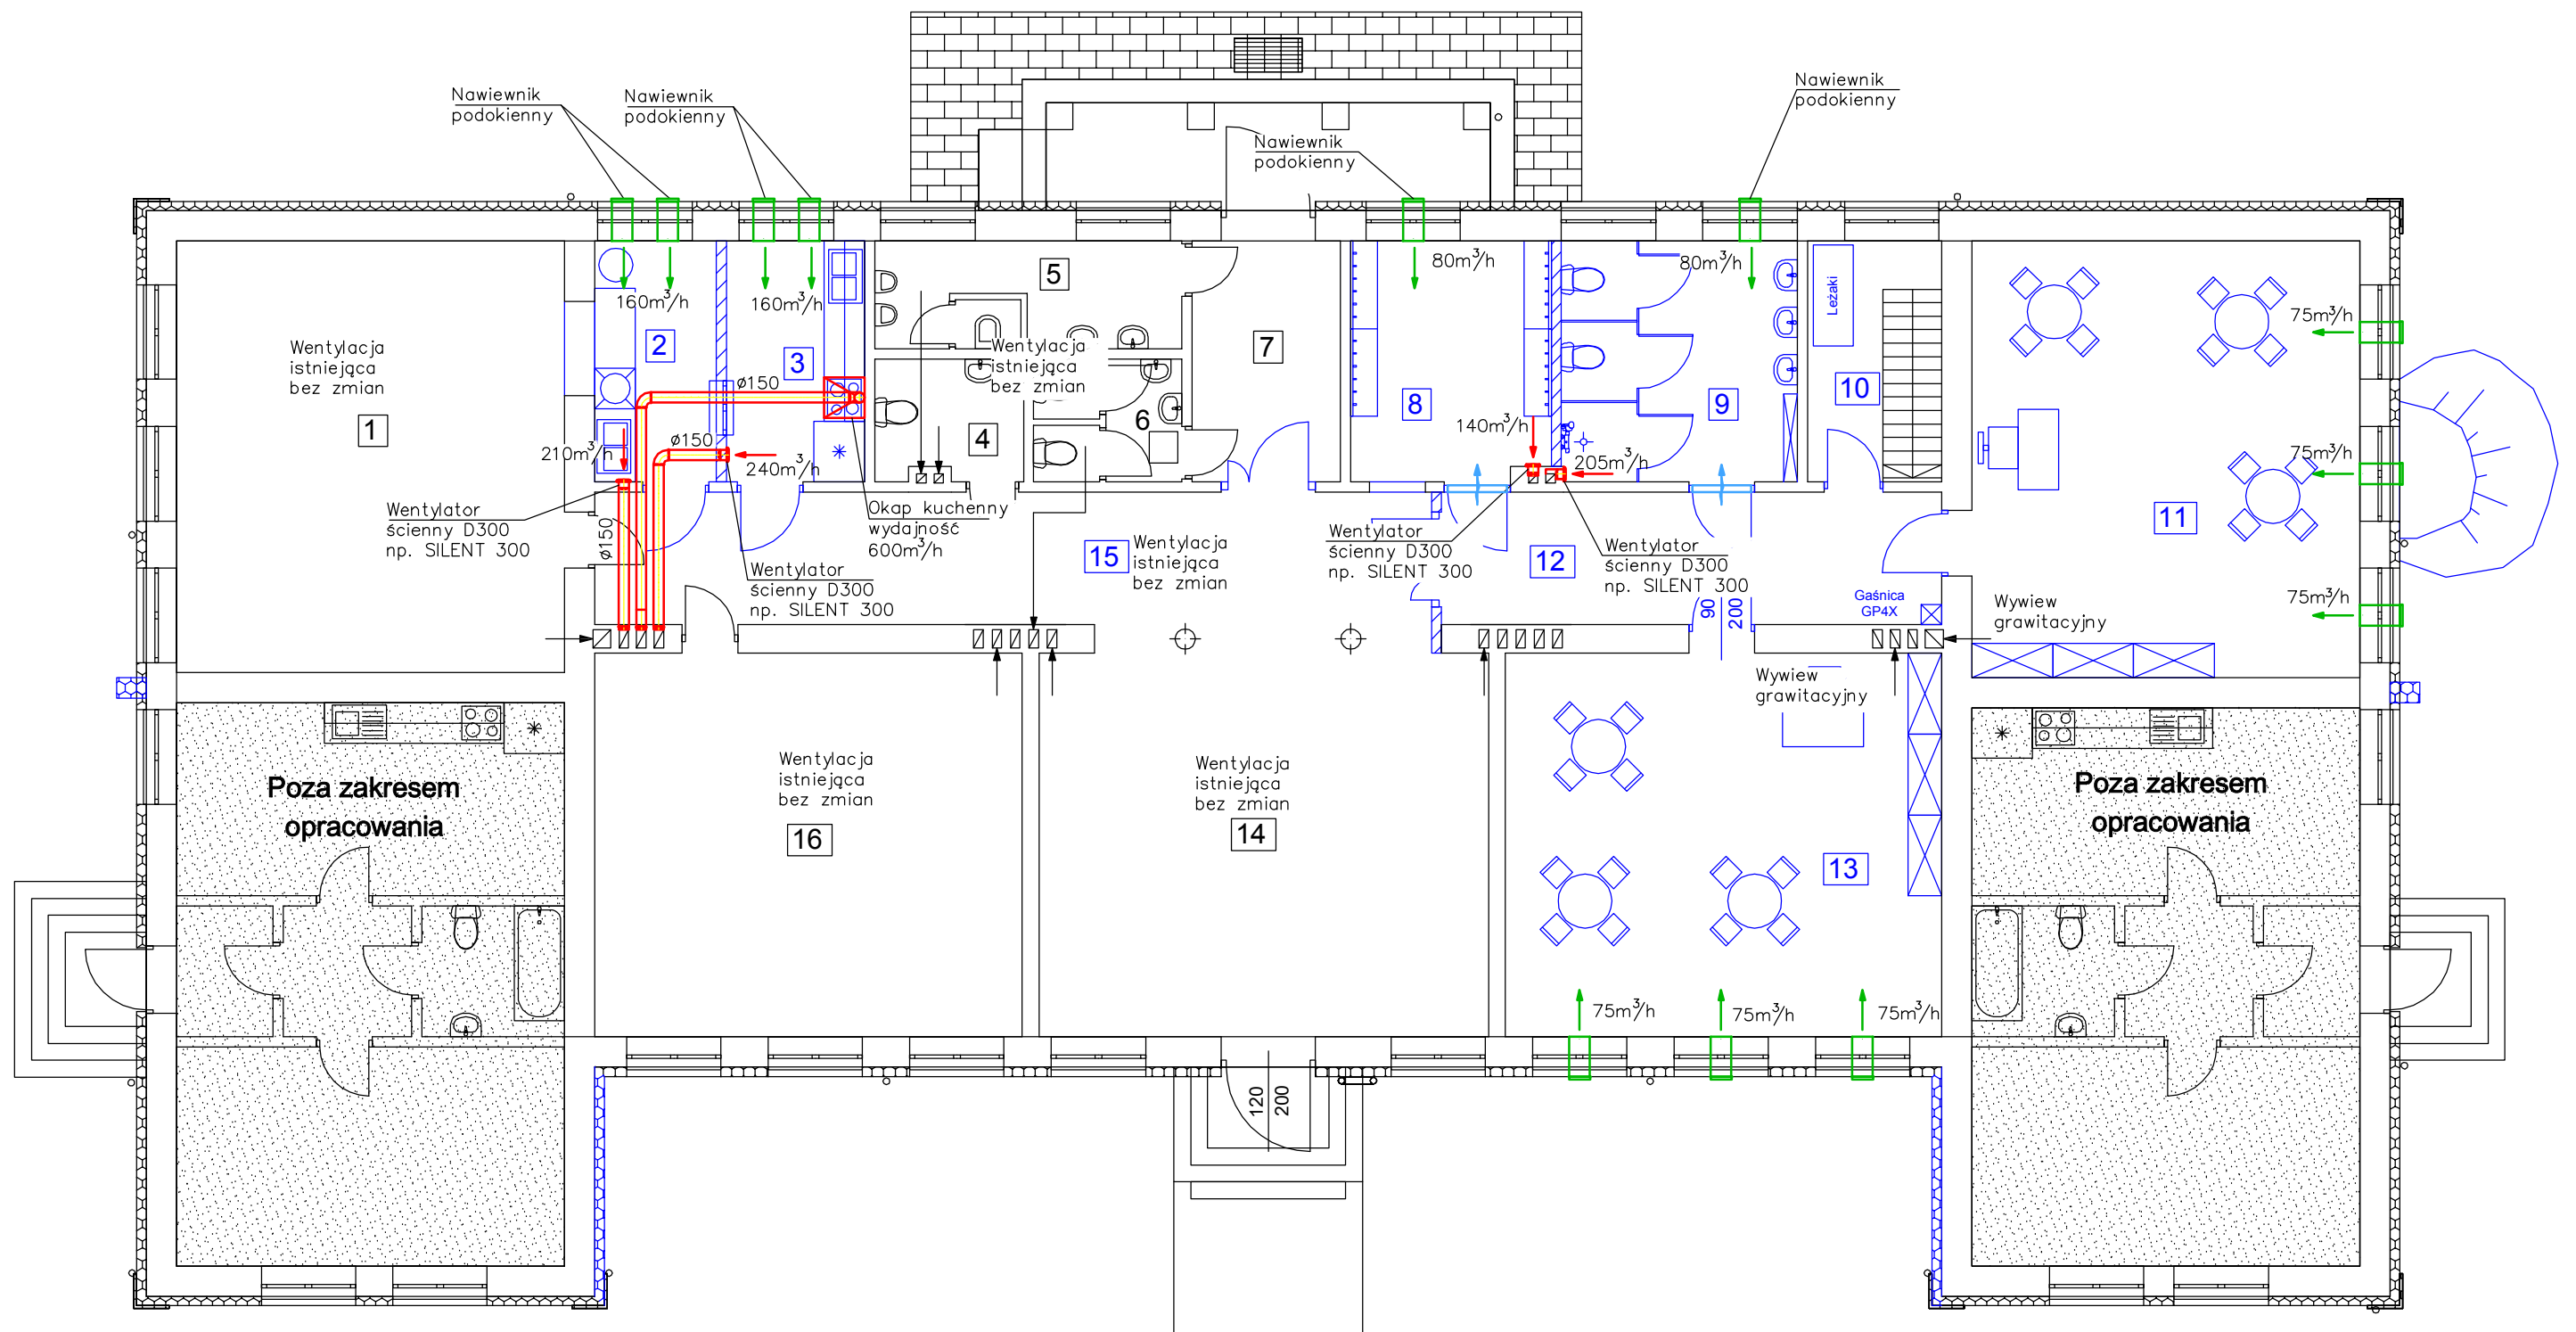 Nawiewnik
podokienny
Nawiewnik
podokienny
Nawiewnik
podokienny
Nawiewnik
podokienny
160m³/h
160m³/h
80m³/h
80m³/h
75m³/h
Leżaki
Wentylacja
istniejąca
bez zmian
1
2
3
ø150
5
Wentylacja
istniejąca
bez zmian
7
8
9
10
4
6
210m³/h
ø150
240m³/h
140m³/h
205m³/h
75m³/h
11
Wentylator
ścienny D300
np. SILENT 300
ø150
Okap kuchenny
wydajność
600m³/h
Wentylator
ścienny D300
np. SILENT 300
15
Wentylacja
istniejąca
bez zmian
Wentylator
ścienny D300
np. SILENT 300
12
Wentylator
ścienny D300
np. SILENT 300
90
200
Gaśnica
GP4X
Wywiew
grawitacyjny
75m³/h
Wywiew
grawitacyjny
Poza zakresem
opracowania
Wentylacja
istniejąca
bez zmian
16
Wentylacja
istniejąca
bez zmian
14
13
Poza zakresem
opracowania
75m³/h
75m³/h
75m³/h
120
200